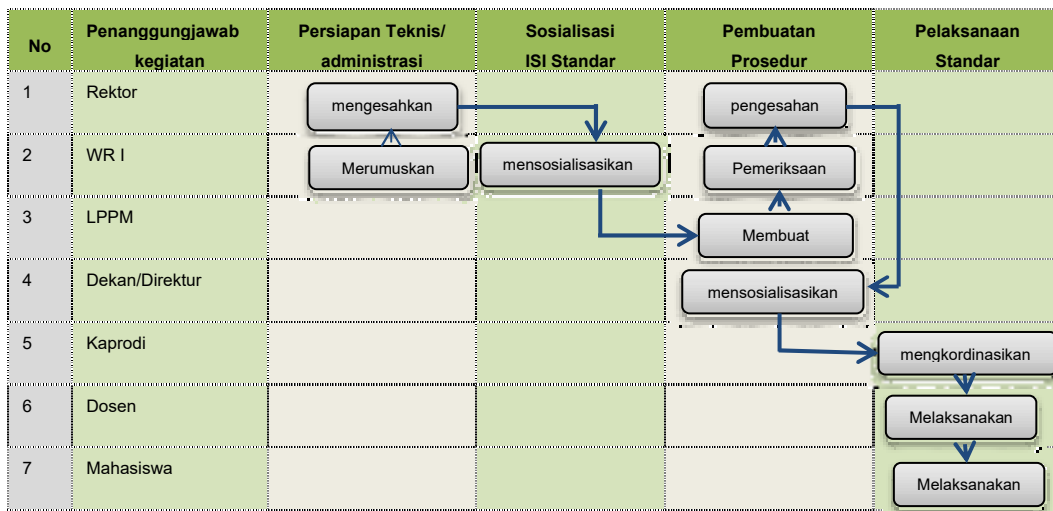 No
Penanggungjawab
kegiatan
Persiapan Teknis/
administrasi
Sosialisasi
ISI Standar
Pembuatan
Prosedur
Pelaksanaan
Standar
1
Rektor
mengesahkan
pengesahan
2
WR I
Merumuskan
mensosialisasikan
Pemeriksaan
3
LPPM
Membuat
4
Dekan/Direktur
mensosialisasikan
5
Kaprodi
mengkordinasikan
6
Dosen
Melaksanakan
7
Mahasiswa
Melaksanakan